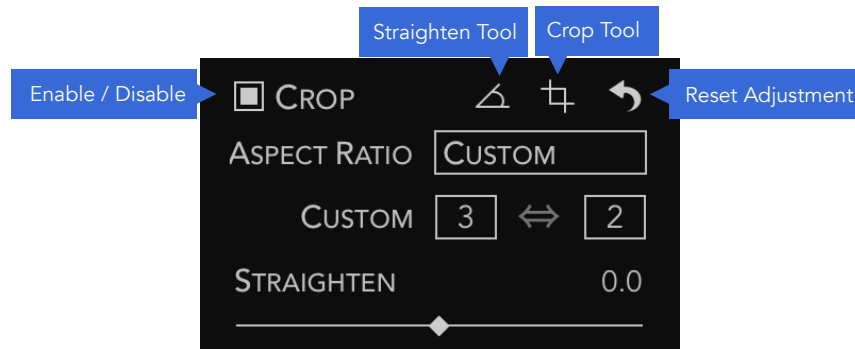 Straighten Tool
Crop Tool
Enable / Disable
CROP
Reset Adjustment
ASPECT RATIO CUSTOM
CUSTOM 3 ⇔ 2
STRAIGHTEN 0.0